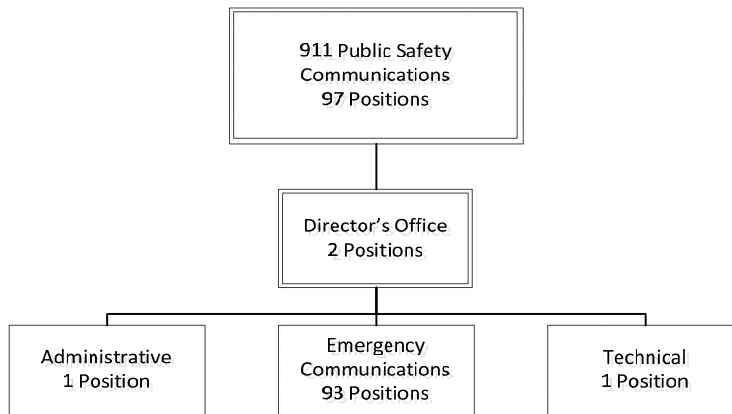 911 Public Safety
Communications
97 Positions
Director's Office
2 Positions
Administrative
1 Position
Emergency
Communications
93 Positions
Technical
1 Position